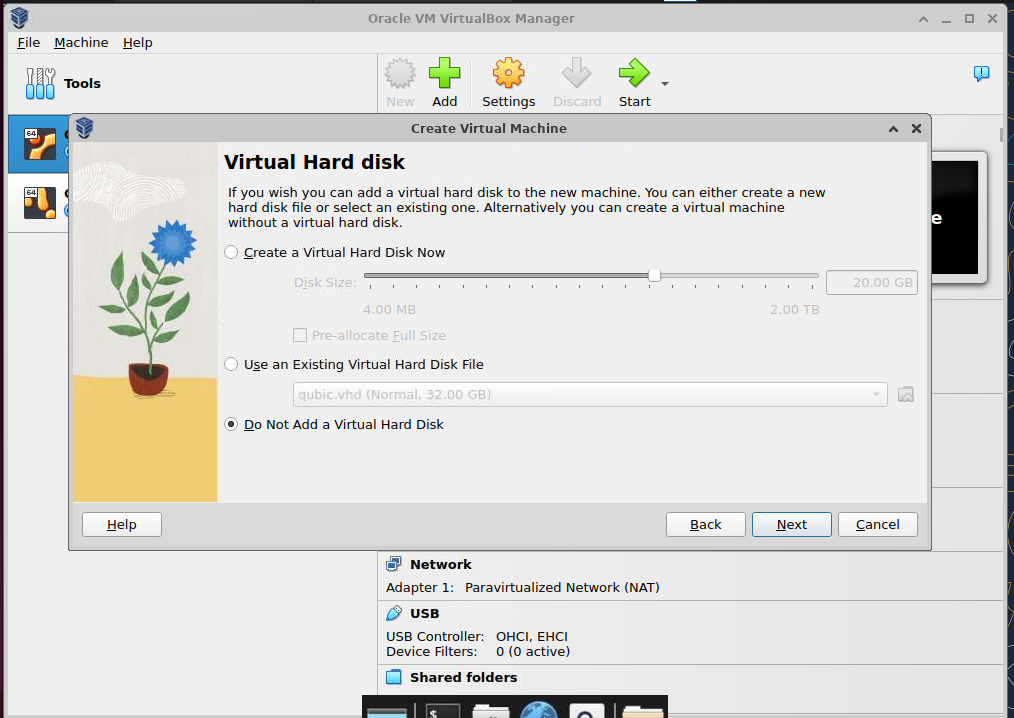 Oracle VM VirtualBox Manager
File Machine Help
Tools
New Add Settings Discard Start
Create Virtual Machine
64
64
Virtual Hard disk
If you wish you can add a virtual hard disk to the new machine. You can either create a new
hard disk file or select an existing one. Alternatively you can create a virtual machine
without a virtual hard disk.
Create a Virtual Hard Disk Now
Disk Size: 20.00 GB
4.00 MB 2.00 TB
Pre-allocate Full Size
Use an Existing Virtual Hard Disk File
qubic.vhd (Normal, 32.00 GB)
Do Not Add a Virtual Hard Disk
Help Back Next Cancel
Network
Adapter 1: Paravirtualized Network (NAT)
USB
USB Controller: OHCI, EHCI
Device Filters: 0 (0 active)
Shared folders